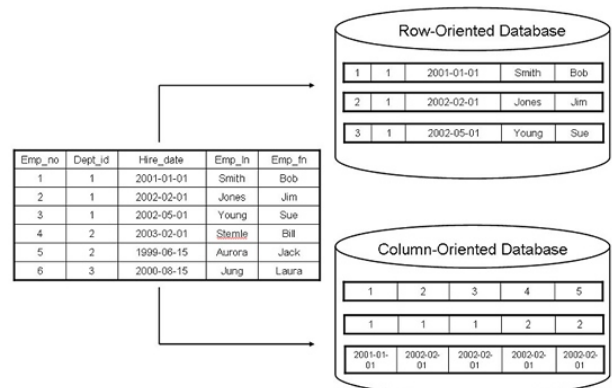 Row-Oriented Database
1 1 2001-01-01 Smith Bob
2 1 2002-02-01 Jones Jim
3 1 2002-05-01 Young Sue
Emp_no Dept_id Hire_date Emp_ln Emp_fn
1 1 2001-01-01 Smith Bob
2 1 2002-02-01 Jones Jim
3 1 2002-05-01 Young Sue
4 2 2003-02-01 Stemle Bill
5 2 1999-06-15 Aurora Jack
6 3 2000-08-15 Jung Laura
Column-Oriented Database
1 2 3 4 5
1 1 1 2 2
2001-01- 2002-02- 2002-02- 2002-02- 2002-02-
01 01 01 01 01